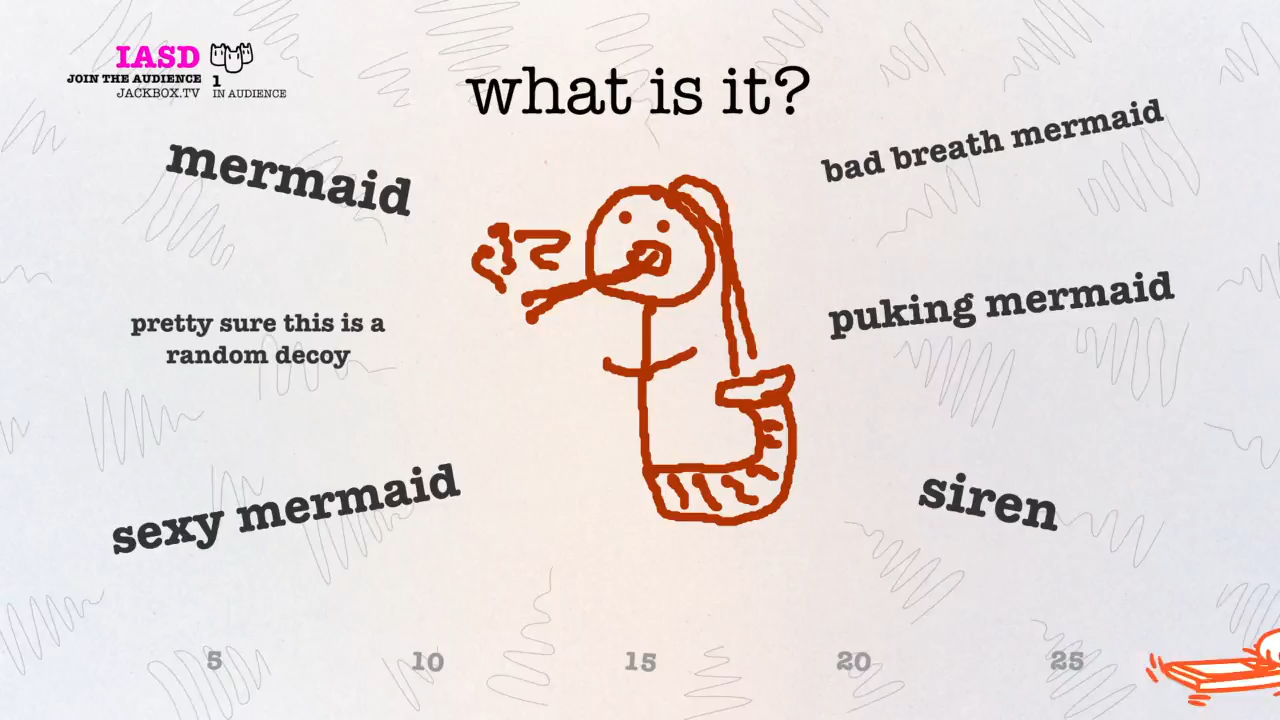 IASD
JOIN THE AUDIENCE
JACKBOX.TV
1
IN AUDIENCE
what is it?
mermaid
bad breath mermaid
pretty sure this is a
random decoy
puking mermaid
sexy mermaid
siren
5 10 15 20 25